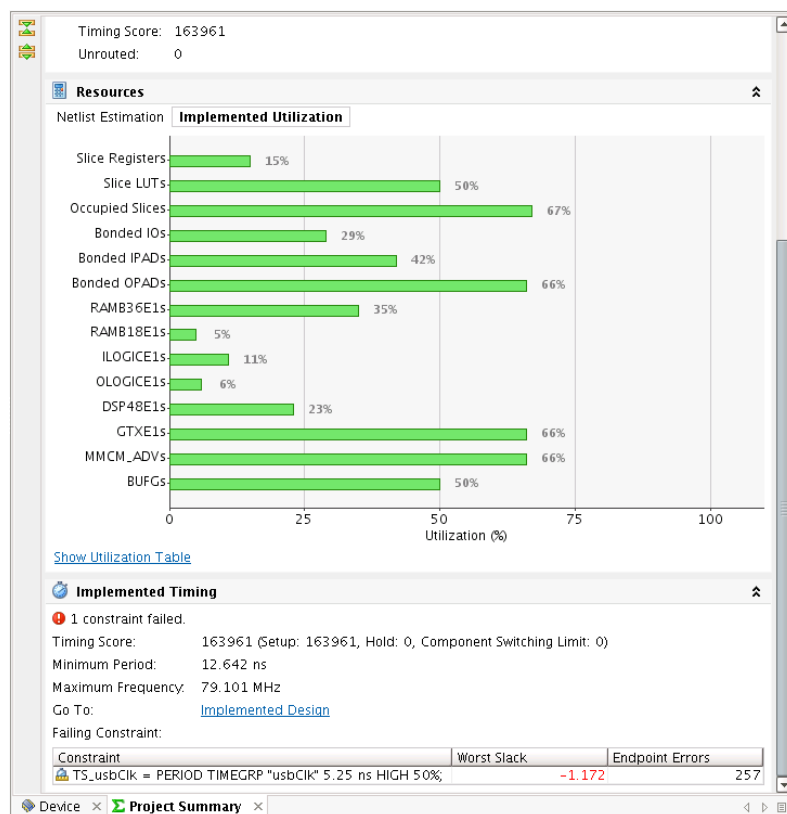 Timing Score: 163961
Unrouted: 0
Resources
Netlist Estimation Implemented Utilization
Slice Registers 15%
Slice LUTs 50%
Occupied Slices 67%
Bonded IOs 29%
Bonded IPADs 42%
Bonded OPADs 66%
RAMB36E1s 35%
RAMB18E1s 5%
ILOGICE1s 11%
OLOGICE1s 6%
DSP48E1s 23%
GTXE1s 66%
MMCM_ADVs 66%
BUFGs 50%
0 25 50 75 100
Utilization (%)
Show Utilization Table
Implemented Timing
1 constraint failed.
Timing Score: 163961 (Setup: 163961, Hold: 0, Component Switching Limit: 0)
Minimum Period: 12.642 ns
Maximum Frequency: 79.101 MHz
Go To: Implemented Design
Failing Constraint:
Constraint Worst Slack Endpoint Errors
TS_usbClk = PERIOD TIMEGRP "usbClk" 5.25 ns HIGH 50%; -1.172 257
Device × Σ Project Summary ×